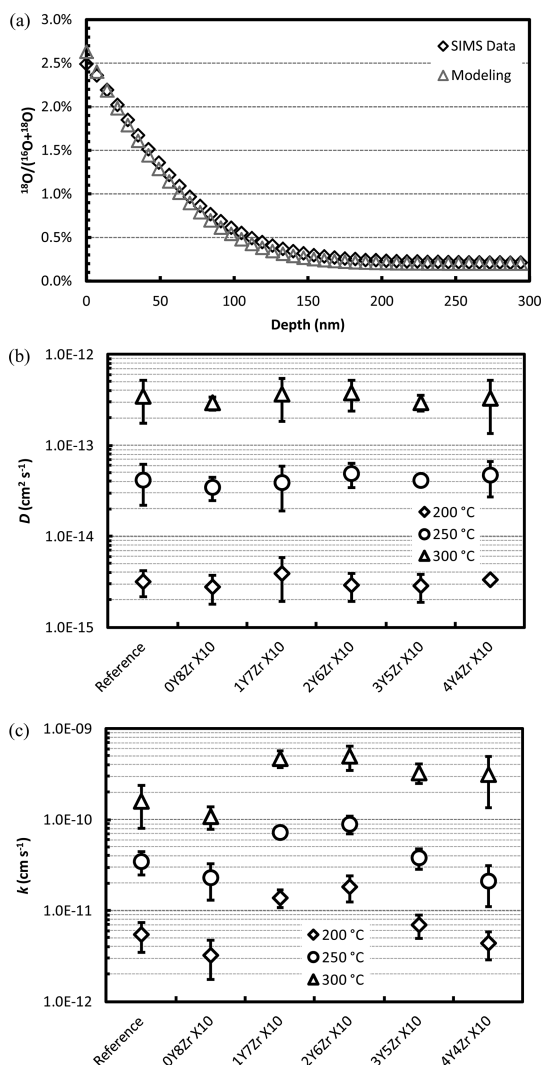 (a)
3.0%
2.5%
2.0%
1.5%
1.0%
0.5%
0.0%
¹⁸O/(¹⁶O+¹⁸O)
SIMS Data
Modeling
0
50
100
150
200
250
300
Depth (nm)
(b)
1.0E-12
1.0E-13
1.0E-14
1.0E-15
D (cm² s⁻¹)
200 °C
250 °C
300 °C
Reference
0Y8Zr X10
1Y7Zr X10
2Y6Zr X10
3Y5Zr X10
4Y4Zr X10
(c)
1.0E-09
1.0E-10
1.0E-11
1.0E-12
k (cm s⁻¹)
200 °C
250 °C
300 °C
Reference
0Y8Zr X10
1Y7Zr X10
2Y6Zr X10
3Y5Zr X10
4Y4Zr X10